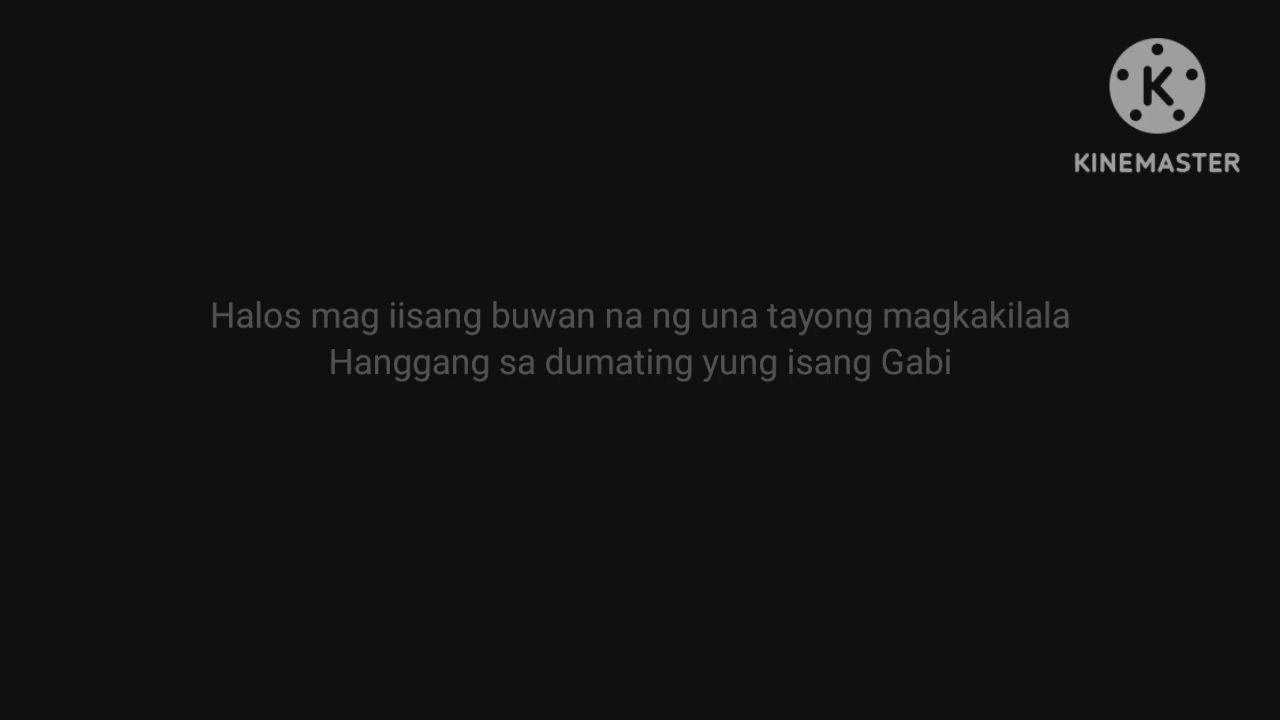 K
KINEMASTER
Halos mag iisang buwan na ng una tayong magkakilala
Hanggang sa dumating yung isang Gabi